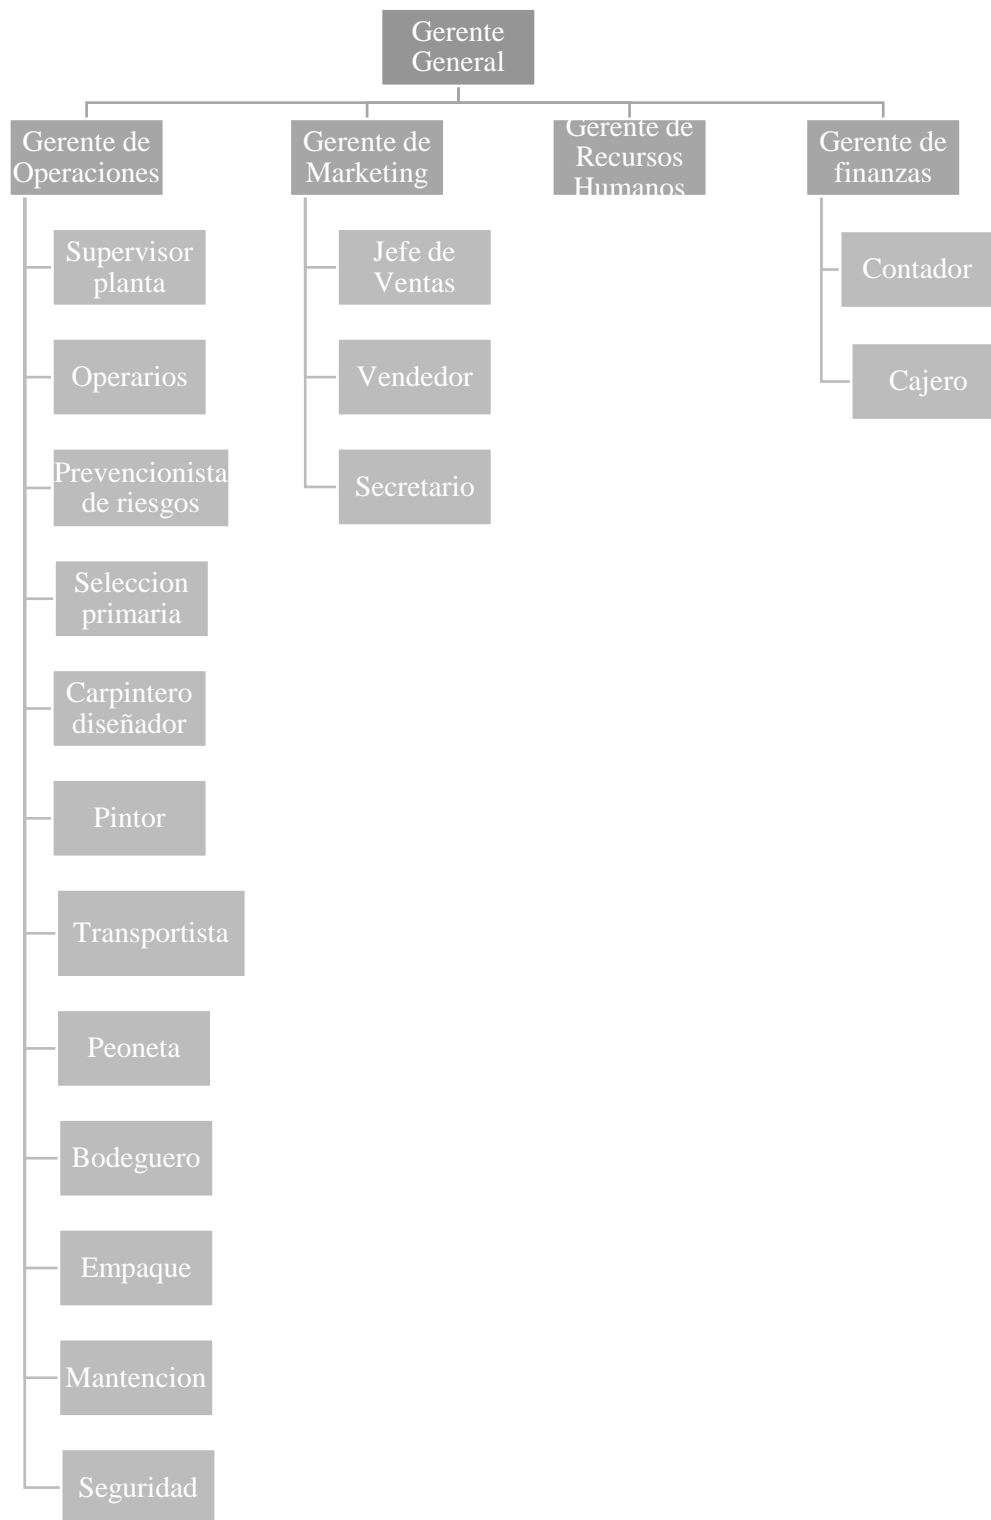 Gerente
General
Gerente de
Operaciones
Gerente de
Marketing
Gerente de
Recursos
Humanos
Gerente de
finanzas
Supervisor
planta
Operarios
Prevencionista
de riesgos
Seleccion
primaria
Carpintero
diseñador
Pintor
Transportista
Peoneta
Bodeguero
Empaque
Mantencion
Seguridad
Jefe de
Ventas
Vendedor
Secretario
Contador
Cajero